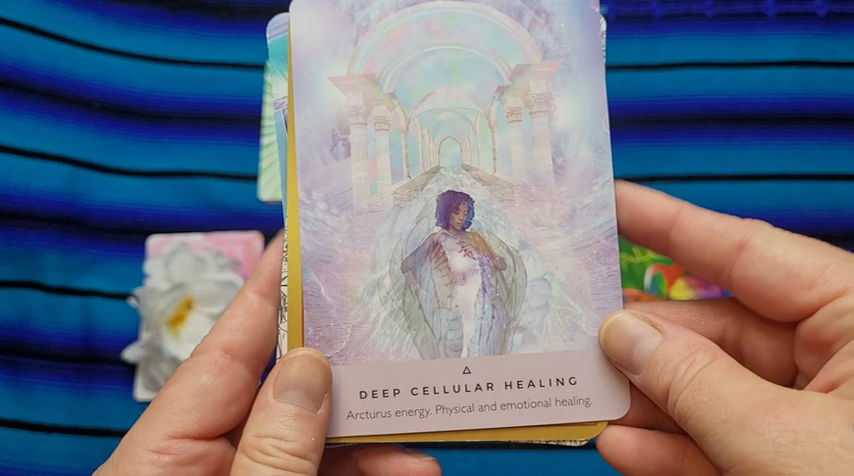 DEEP CELLULAR HEALING
Arcturus energy. Physical and emotional healing.